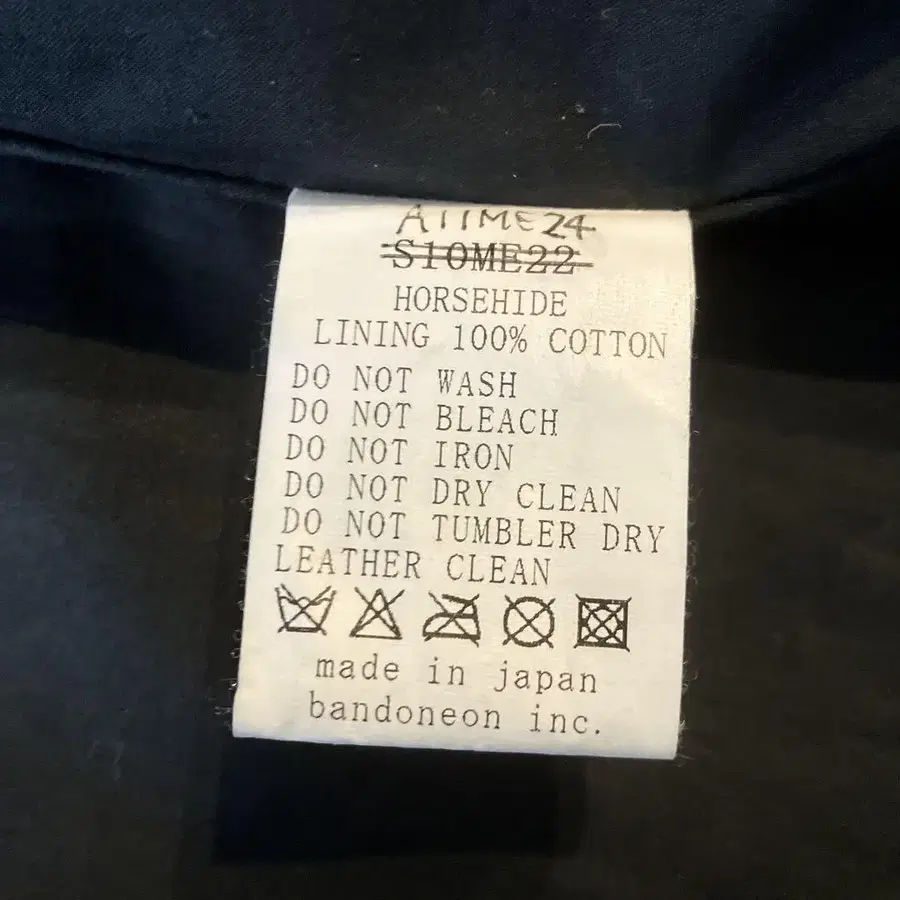 A11ME24
S10ME22
HORSEHIDE
LINING 100% COTTON
DO NOT WASH
DO NOT BLEACH
DO NOT IRON
DO NOT DRY CLEAN
DO NOT TUMBLER DRY
LEATHER CLEAN
made in japan
bandoneon inc.